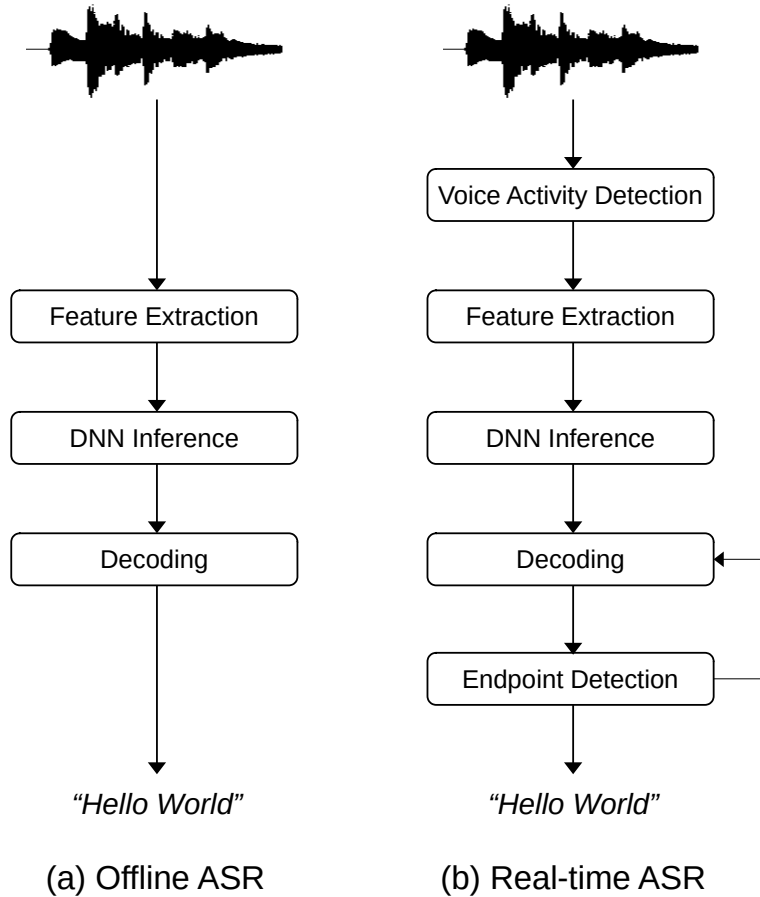 Feature Extraction
DNN Inference
Decoding
“Hello World”
(a) Offline ASR
Voice Activity Detection
Feature Extraction
DNN Inference
Decoding
Endpoint Detection
“Hello World”
(b) Real-time ASR